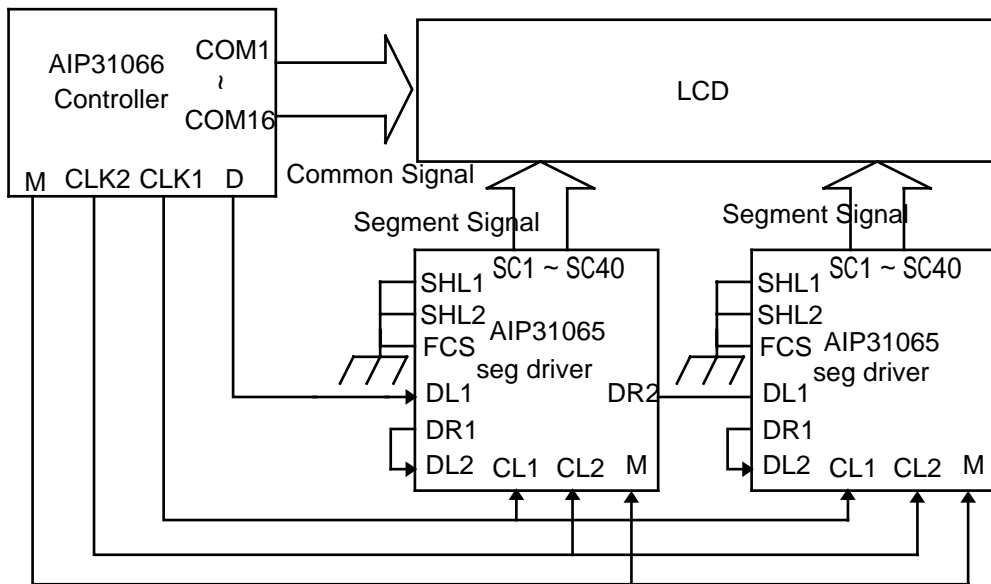 AIP31066
Controller
COM1
~
COM16
M CLK2 CLK1 D
LCD
Common Signal
Segment Signal
Segment Signal
SC1 ~ SC40
SHL1
SHL2
FCS
AIP31065
seg driver
DL1
DR2
DR1
DL2
CL1 CL2 M
SC1 ~ SC40
SHL1
SHL2
FCS
AIP31065
seg driver
DL1
DR1
DL2
CL1 CL2 M